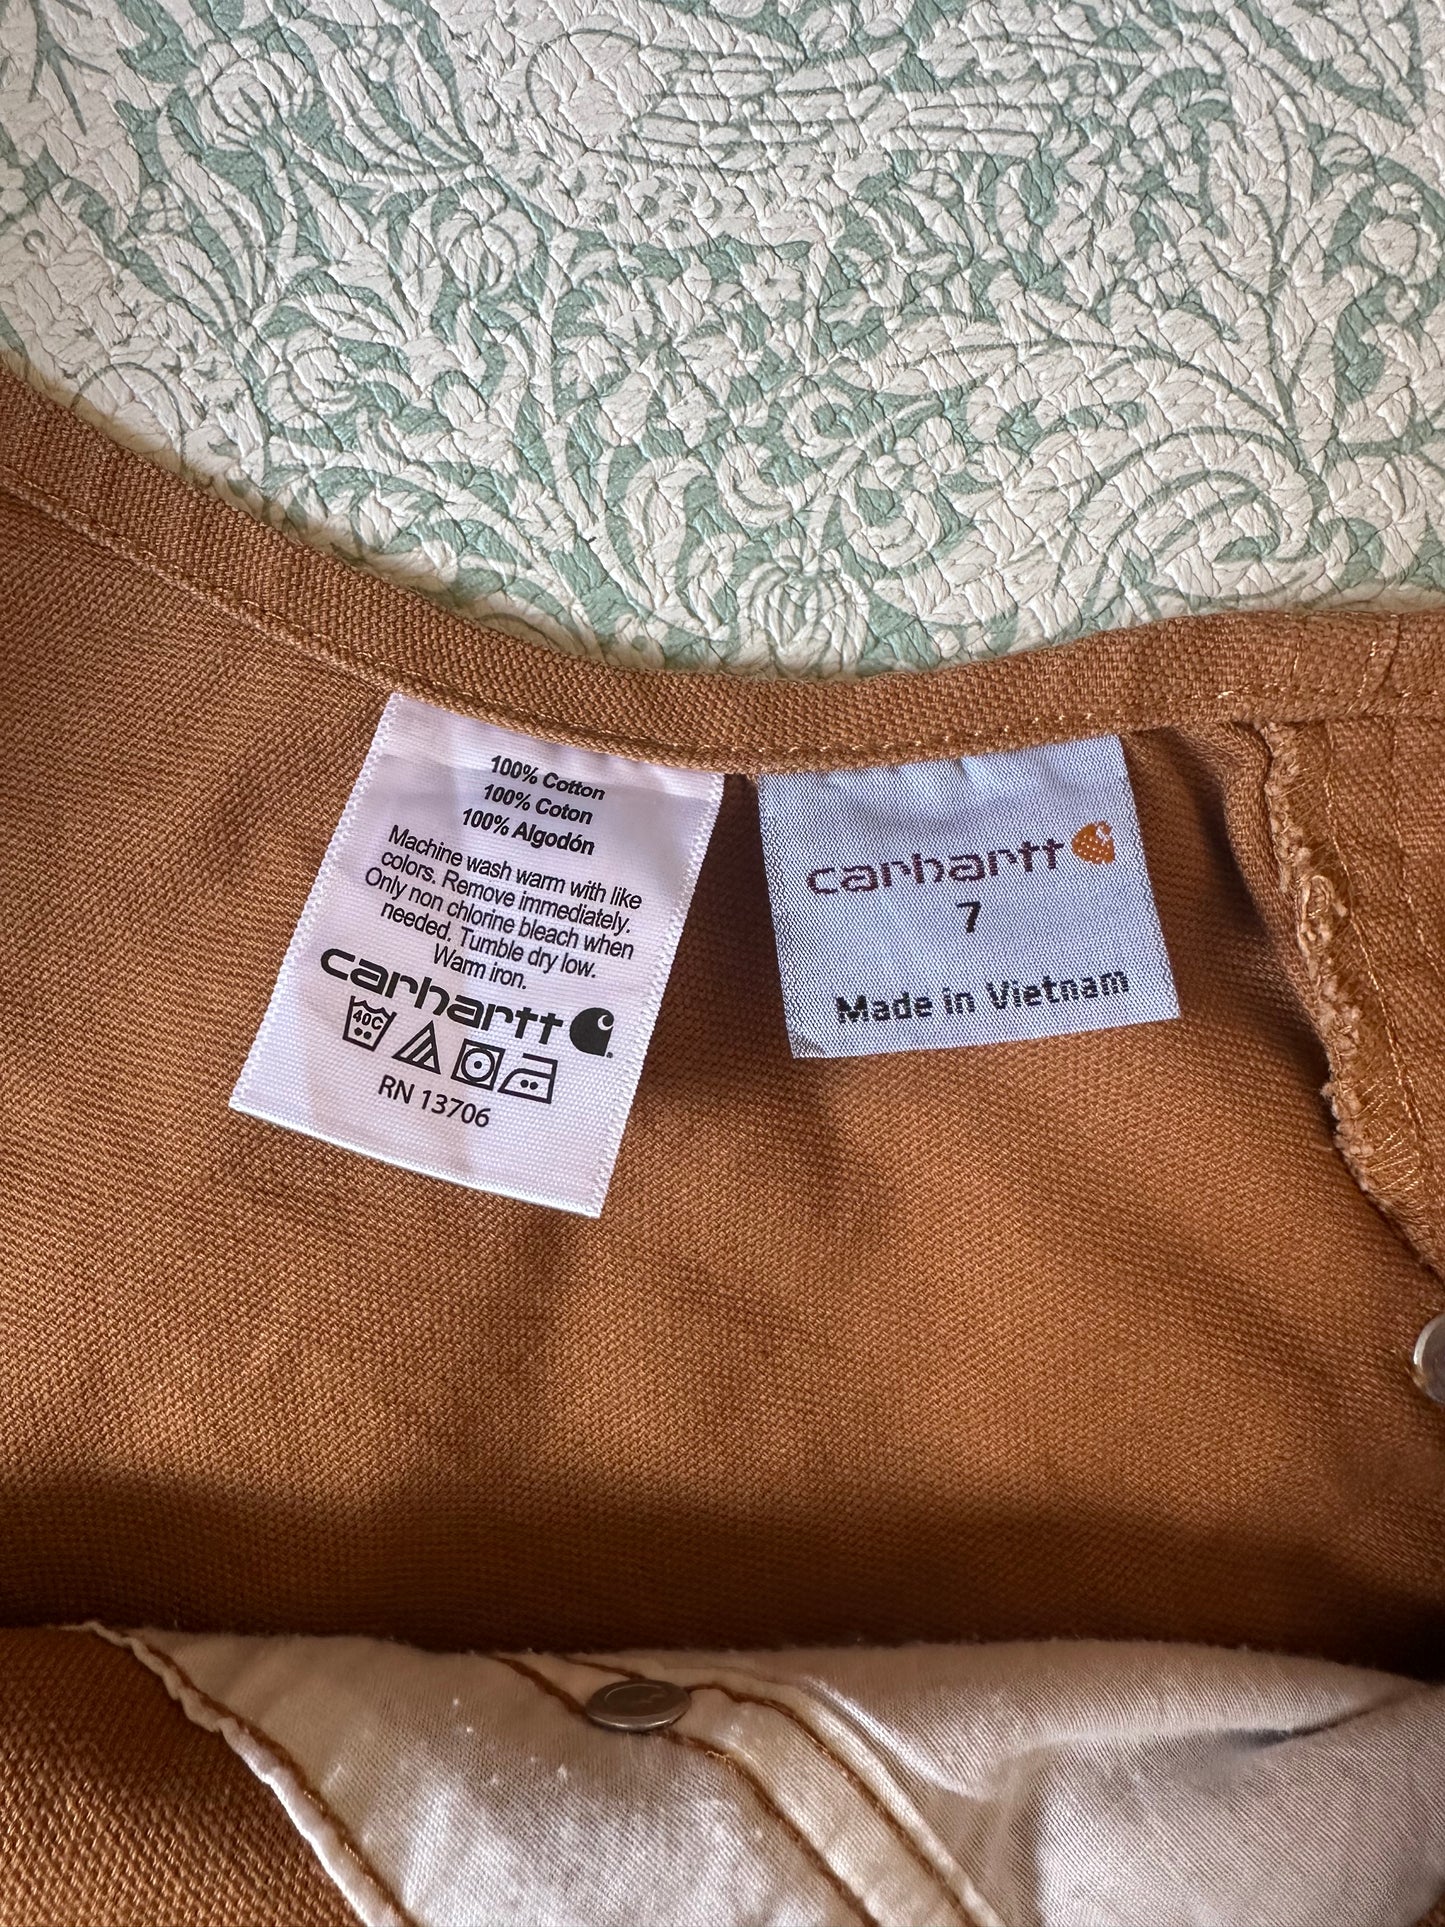 100% Cotton
100% Coton
100% Algodón
Machine wash warm with like
colors. Remove immediately.
Only non chlorine bleach when
needed. Tumble dry low.
Warm iron.
carhartt
40C
RN 13706
carhartt
7
Made in Vietnam